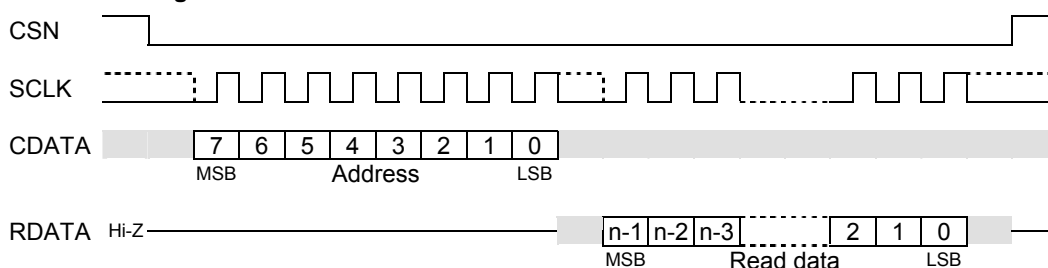 CSN
SCLK
CDATA 7 6 5 4 3 2 1 0
MSB Address LSB
RDATA Hi-Z n-1 n-2 n-3 2 1 0
MSB Read data LSB